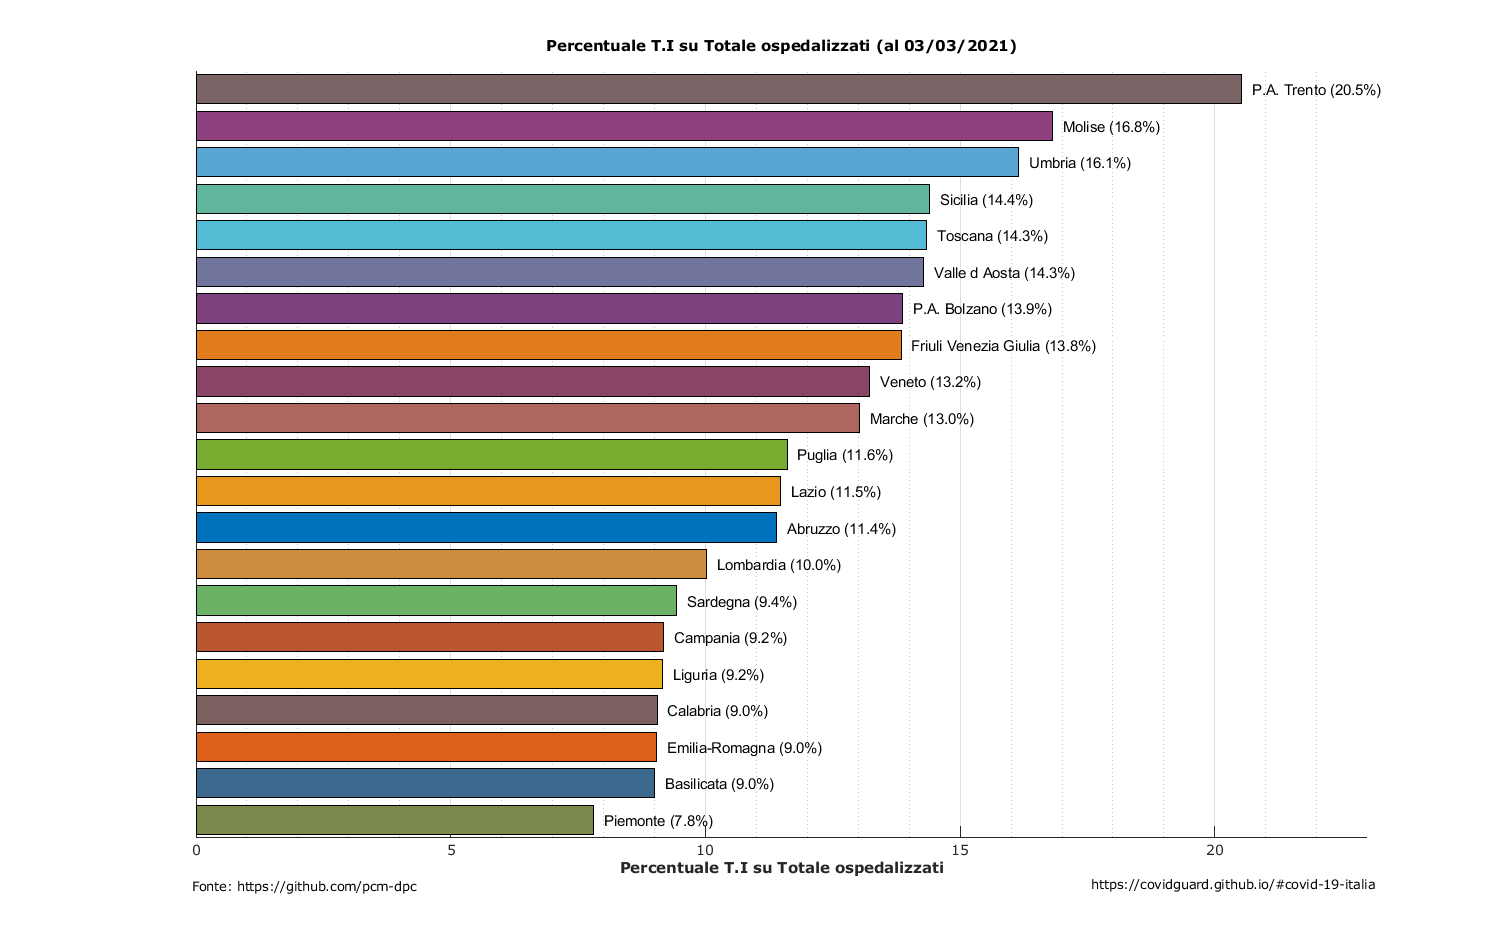 Percentuale T.I su Totale ospedalizzati (al 03/03/2021)
P.A. Trento (20.5%)
Molise (16.8%)
Umbria (16.1%)
Sicilia (14.4%)
Toscana (14.3%)
Valle d Aosta (14.3%)
P.A. Bolzano (13.9%)
Friuli Venezia Giulia (13.8%)
Veneto (13.2%)
Marche (13.0%)
Puglia (11.6%)
Lazio (11.5%)
Abruzzo (11.4%)
Lombardia (10.0%)
Sardegna (9.4%)
Campania (9.2%)
Liguria (9.2%)
Calabria (9.0%)
Emilia-Romagna (9.0%)
Basilicata (9.0%)
Piemonte (7.8%)
0 5 10 15 20
Percentuale T.I su Totale ospedalizzati
Fonte: https://github.com/pcm-dpc
https://covidguard.github.io/#covid-19-italia